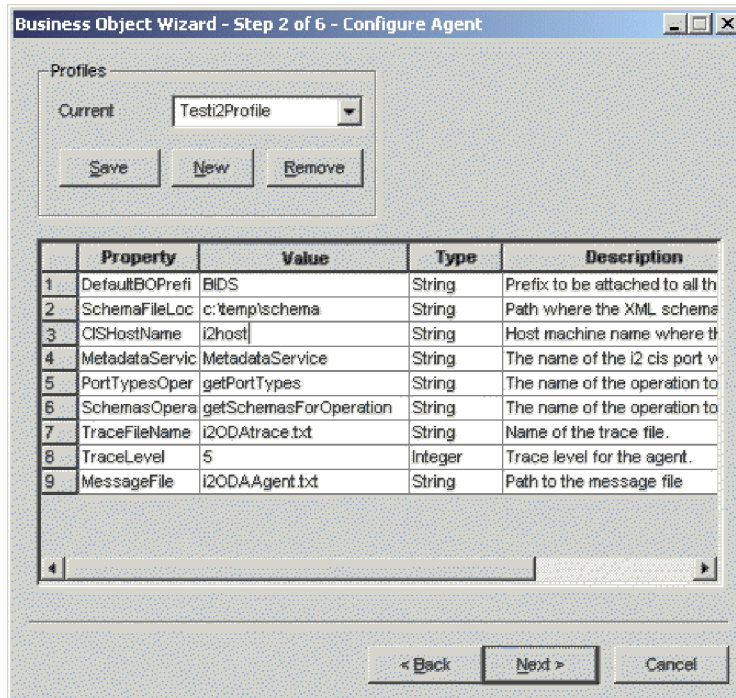 Business Object Wizard - Step 2 of 6 - Configure Agent
Profiles
Current Testi2Profile
Save New Remove
Property Value Type Description
1 DefaultBOPrefi BIDS String Prefix to be attached to all th
2 SchemaFileLoc c:\temp\schema String Path where the XML schema
3 CISHostName i2host String Host machine name where th
4 MetadataServic MetadataService String The name of the i2 cis port w
5 PortTypesOper getPortTypes String The name of the operation to
6 SchemasOpera getSchemasForOperation String The name of the operation to
7 TraceFileName i2ODAtrace.txt String Name of the trace file.
8 TraceLevel 5 Integer Trace level for the agent.
9 MessageFile i2ODAAgent.txt String Path to the message file
< Back Next > Cancel